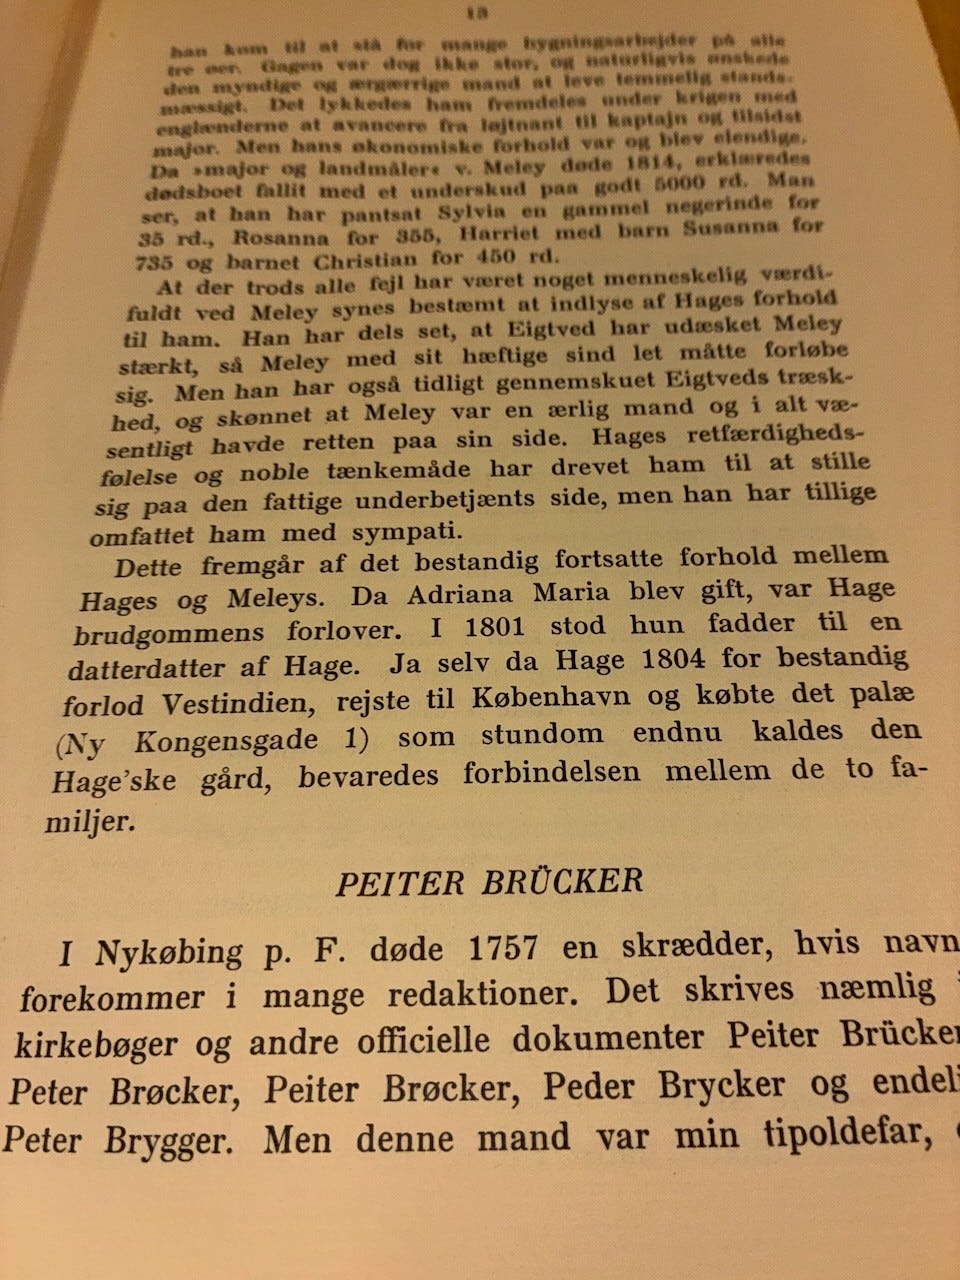 han kom til at stå for mange bygningsarbejder på alle
tre øer. Gagen var dog ikke stor, og naturligvis ønskede
den myndige og ærgærrige mand at leve temmelig stands-
mæssigt. Det lykkedes ham fremdeles under krigen med
englænderne at avancere fra løjtnant til kaptajn og tilsidst
major. Men hans økonomiske forhold var og blev elendige.
Da »major og landmåler« v. Meley døde 1814, erklæredes
dødsboet fallit med et underskud paa godt 5000 rd. Man
ser, at han har pantsat Sylvia en gammel negerinde for
35 rd., Rosanna for 355, Harriet med barn Susanna for
735 og barnet Christian for 450 rd.
At der trods alle fejl har været noget menneskelig værdi-
fuldt ved Meley synes bestæmt at indlyse af Hages forhold
til ham. Han har dels set, at Eigtved har udæsket Meley
stærkt, så Meley med sit hæftige sind let måtte forløbe
sig. Men han har også tidligt gennemskuet Eigtveds træsk-
hed, og skønnet at Meley var en ærlig mand og i alt væ-
sentligt havde retten paa sin side. Hages retfærdigheds-
følelse og noble tænkemåde har drevet ham til at stille
sig paa den fattige underbetjænts side, men han har tillige
omfattet ham med sympati.
Dette fremgår af det bestandig fortsatte forhold mellem
Hages og Meleys. Da Adriana Maria blev gift, var Hage
brudgommens forlover. I 1801 stod hun fadder til en
datterdatter af Hage. Ja selv da Hage 1804 for bestandig
forlod Vestindien, rejste til København og købte det palæ
(Ny Kongensgade 1) som stundom endnu kaldes den
Hage'ske gård, bevaredes forbindelsen mellem de to fa-
miljer.
PEITER BRÜCKER
I Nykøbing p. F. døde 1757 en skrædder, hvis navn
forekommer i mange redaktioner. Det skrives næmlig
kirkebøger og andre officielle dokumenter Peiter Brücker
Peter Brøcker, Peiter Brøcker, Peder Brycker og endeli
Peter Brygger. Men denne mand var min tipoldefar,